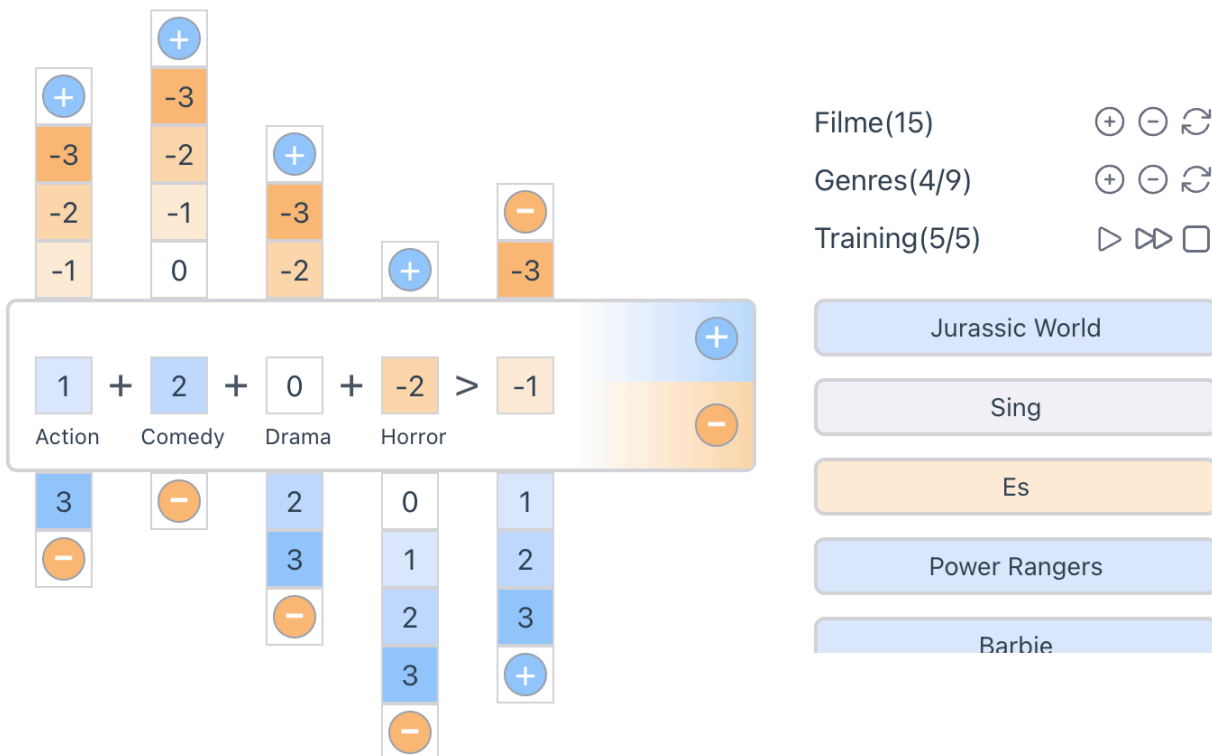 +
+ -3
-3 -2 + Filme(15) + −
-2 -1 -3 − Genres(4/9) + −
-1 0 -2 + -3 Training(5/5)
+
1 + 2 + 0 + -2 > -1
−
Action Comedy Drama Horror
3 − 2 0 1
− 3 1 2
− 2 3
3 +
−
Jurassic World
Sing
Es
Power Rangers
Barbie